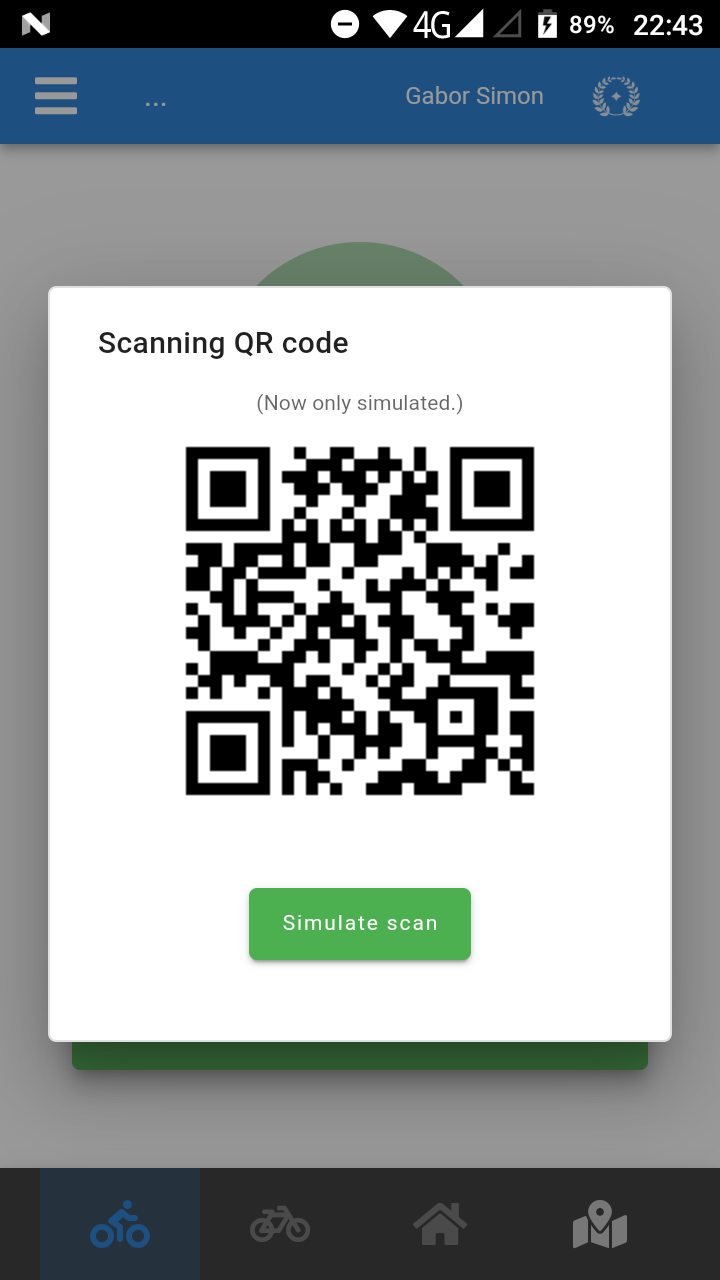 4G 89% 22:43
... Gabor Simon
Scanning QR code
(Now only simulated.)
Simulate scan